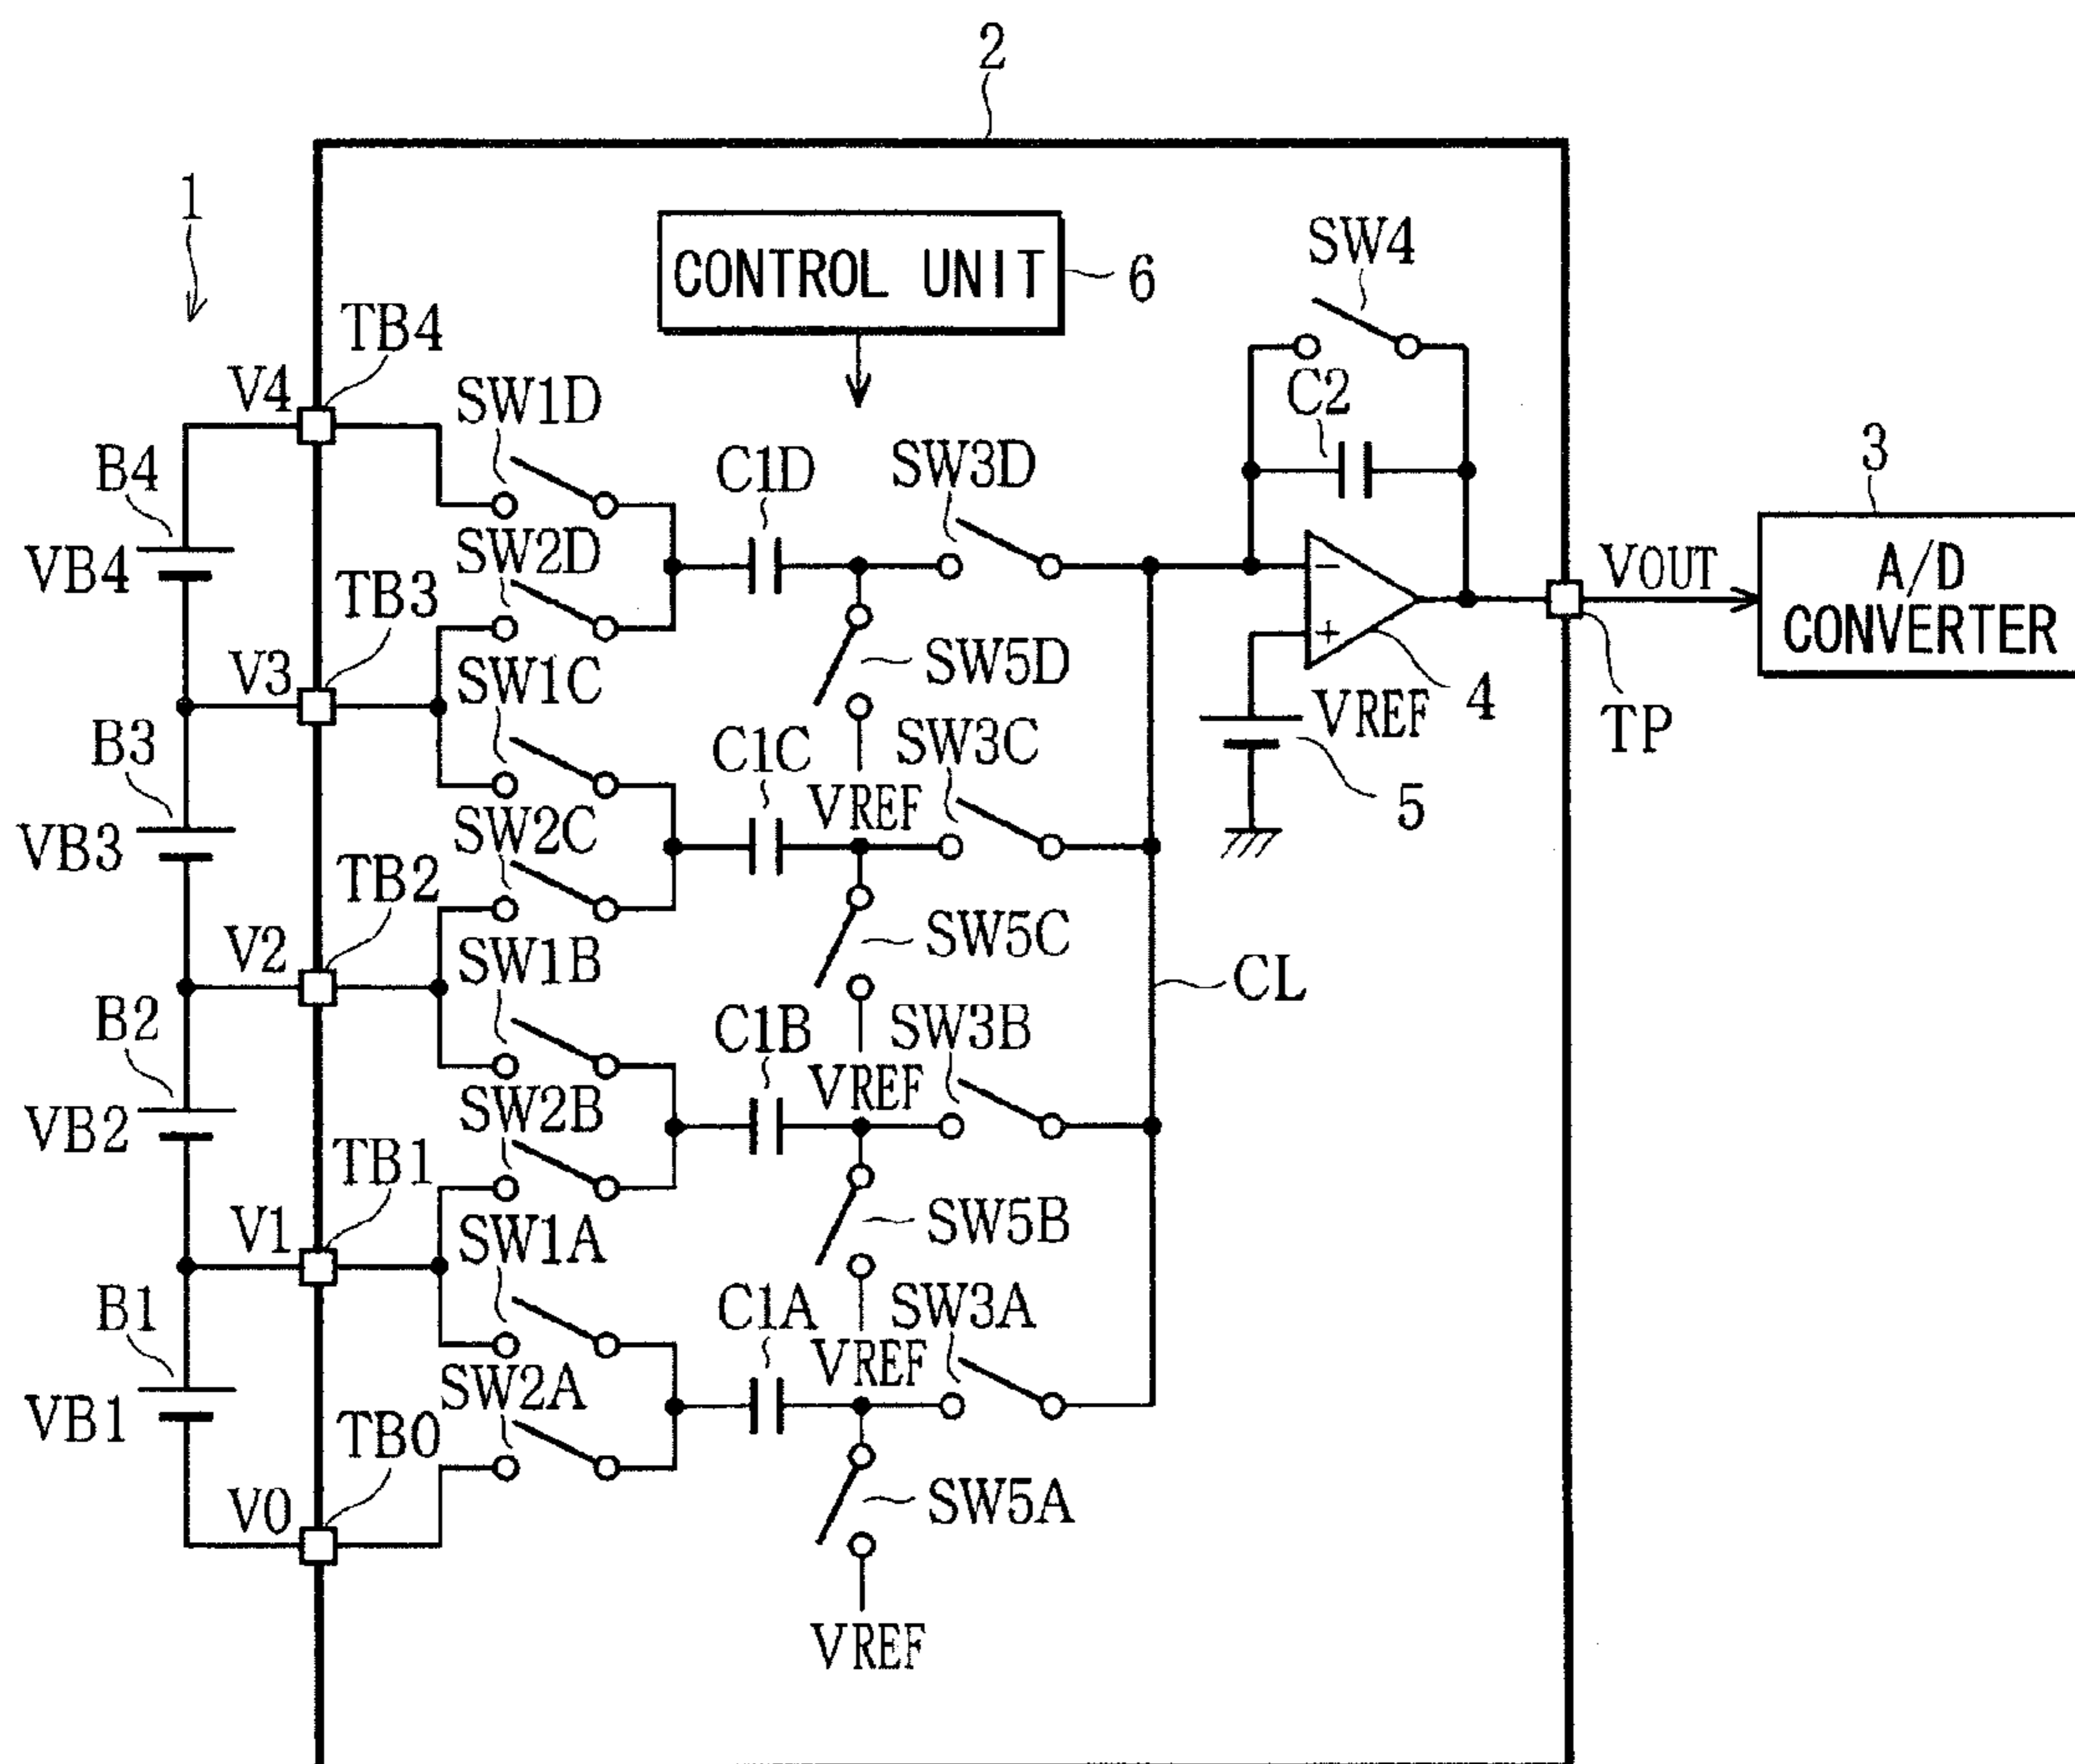 2
1
CONTROL UNIT
6
SW4
TB4
V4
SW1D
C2
B4
C1D
SW3D
3
VB4
SW2D
VOUT
A/D
CONVERTER
TB3
V3
SW1C
SW5D
VREF
4
TP
B3
C1C
SW3C
VREF
5
VB3
SW2C
TB2
V2
SW1B
SW5C
CL
B2
C1B
SW3B
VREF
VB2
SW2B
TB1
V1
SW1A
SW5B
B1
C1A
SW3A
VREF
VB1
SW2A
TB0
V0
SW5A
VREF